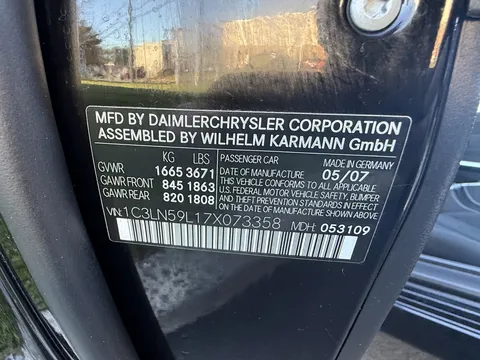 MFD BY DAIMLERCHRYSLER CORPORATION
ASSEMBLED BY WILHELM KARMANN GmbH
KG LBS PASSENGER CAR MADE IN GERMANY
GVWR 1665 3671 DATE OF MANUFACTURE 05/07
GAWR FRONT 845 1863 THIS VEHICLE CONFORMS TO ALL APPLICABLE
GAWR REAR 820 1808 U.S. FEDERAL MOTOR VEHICLE SAFETY, BUMPER
AND THEFT PREVENTION STANDARDS IN EFFECT
ON THE DATE OF MANUFACTURE SHOWN ABOVE.
VIN: 1C3LN59L17X073358 MDH: 053109